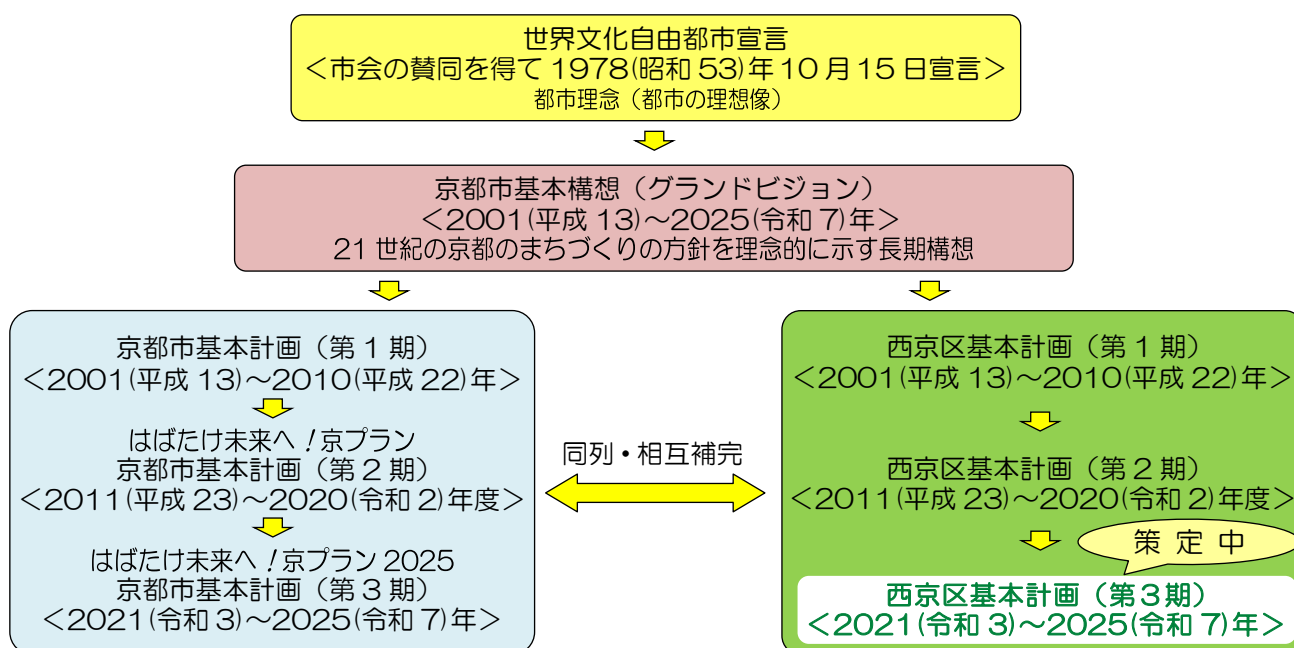 世界文化自由都市宣言
＜市会の賛同を得て1978(昭和53)年10月15日宣言＞
都市理念（都市の理想像）
京都市基本構想（グランドビジョン）
＜2001(平成13)～2025(令和7)年＞
21世紀の京都のまちづくりの方針を理念的に示す長期構想
京都市基本計画（第1期）
＜2001(平成13)～2010(平成22)年＞
はばたけ未来へ！京プラン
京都市基本計画（第2期）
＜2011(平成23)～2020(令和2)年度＞
はばたけ未来へ！京プラン2025
京都市基本計画（第3期）
＜2021(令和3)～2025(令和7)年＞
同列・相互補完
西京区基本計画（第1期）
＜2001(平成13)～2010(平成22)年＞
西京区基本計画（第2期）
＜2011(平成23)～2020(令和2)年度＞
策定中
西京区基本計画（第3期）
＜2021(令和3)～2025(令和7)年＞